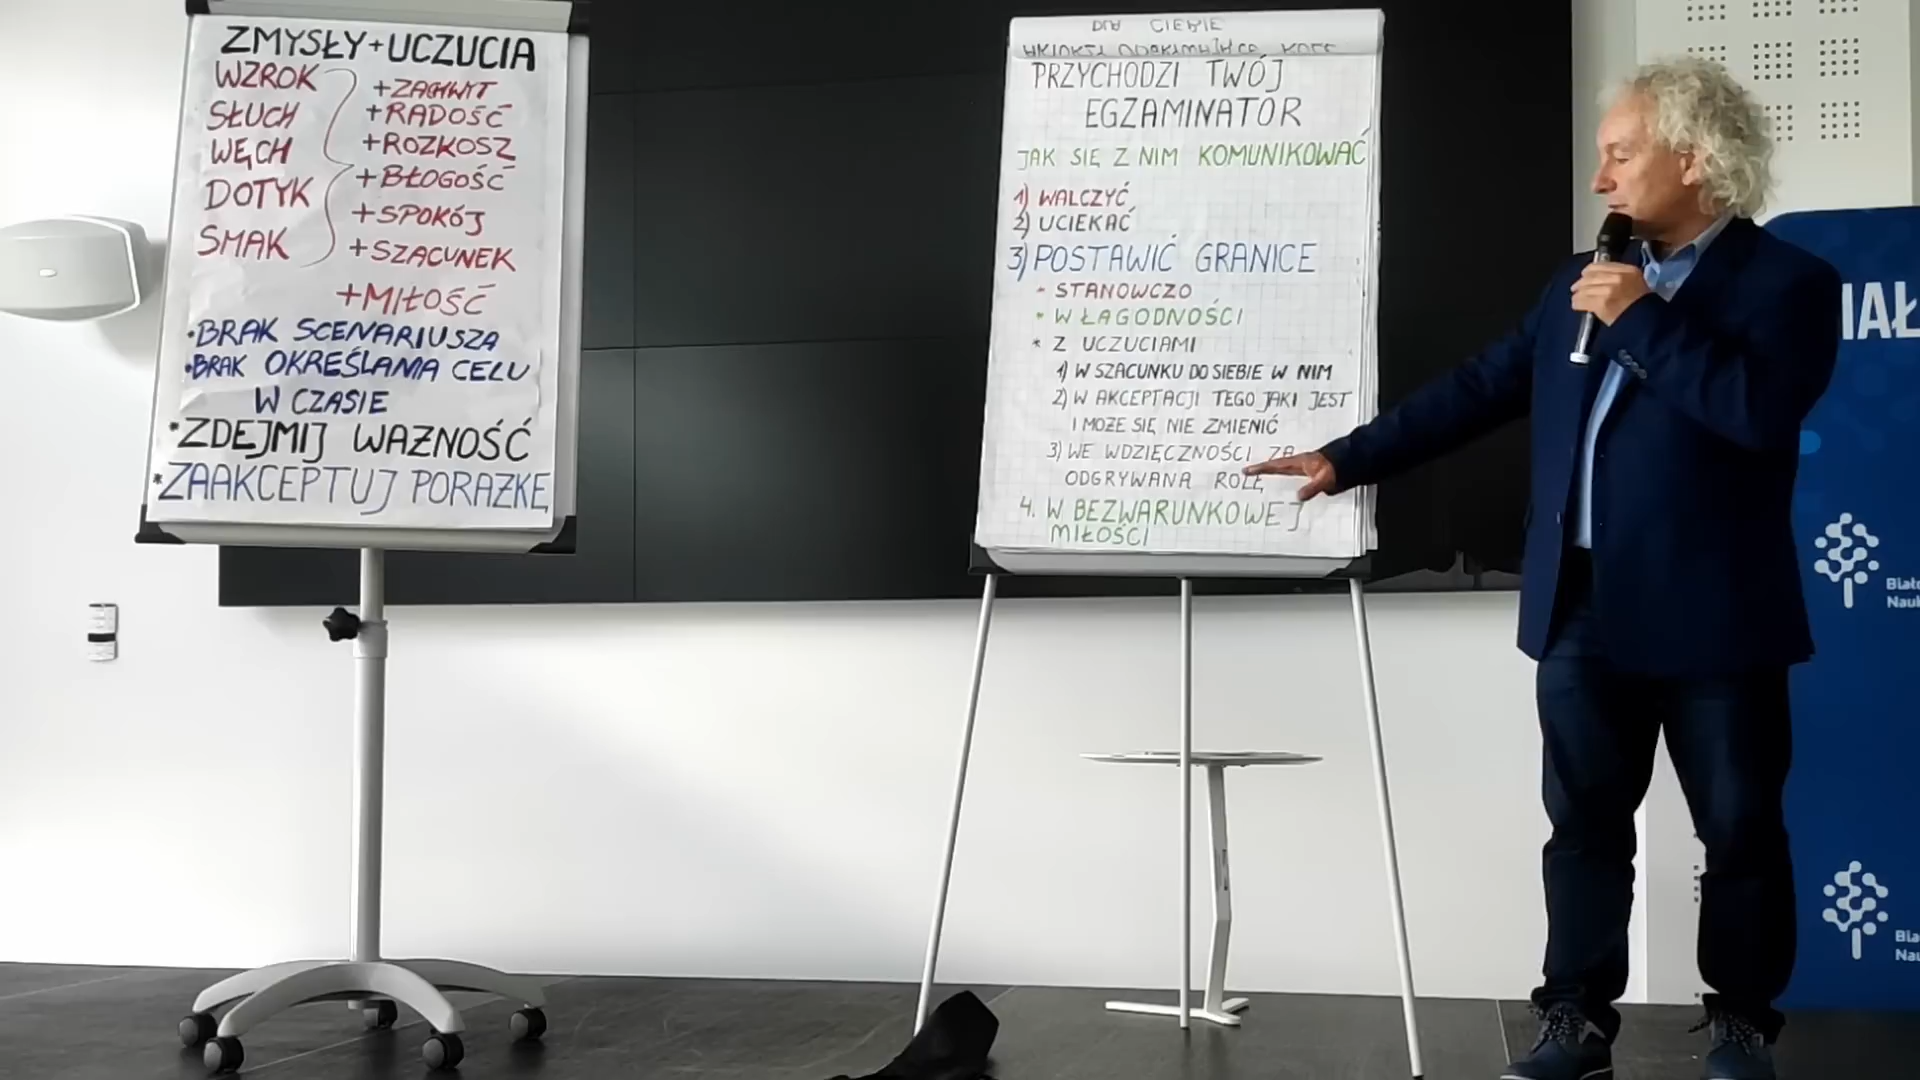 ZMYSŁY+UCZUCIA
WZROK
SŁUCH
WĘCH
DOTYK
SMAK
+ZACHWYT
+RADOŚĆ
+ROZKOSZ
+BŁOGOŚĆ
+SPOKÓJ
+SZACUNEK
+MIŁOŚĆ
•BRAK SCENARIUSZA
•BRAK OKREŚLANIA CELU
W CZASIE
*ZDEJMIJ WAŻNOŚĆ
*ZAAKCEPTUJ PORAŻKĘ
DLA CIEBIE
PRZYCHODZI TWÓJ
EGZAMINATOR
JAK SIĘ Z NIM KOMUNIKOWAĆ
1) WALCZYĆ
2) UCIEKAĆ
3) POSTAWIĆ GRANICE
* STANOWCZO
* W ŁAGODNOŚCI
* Z UCZUCIAMI
1) W SZACUNKU DO SIEBIE W NIM
2) W AKCEPTACJI TEGO JAKI JEST
I MOŻE SIĘ NIE ZMIENIĆ
3) WE WDZIĘCZNOŚCI ZA
ODGRYWANA ROLĘ
4. W BEZWARUNKOWEJ
MIŁOŚCI
IAŁ